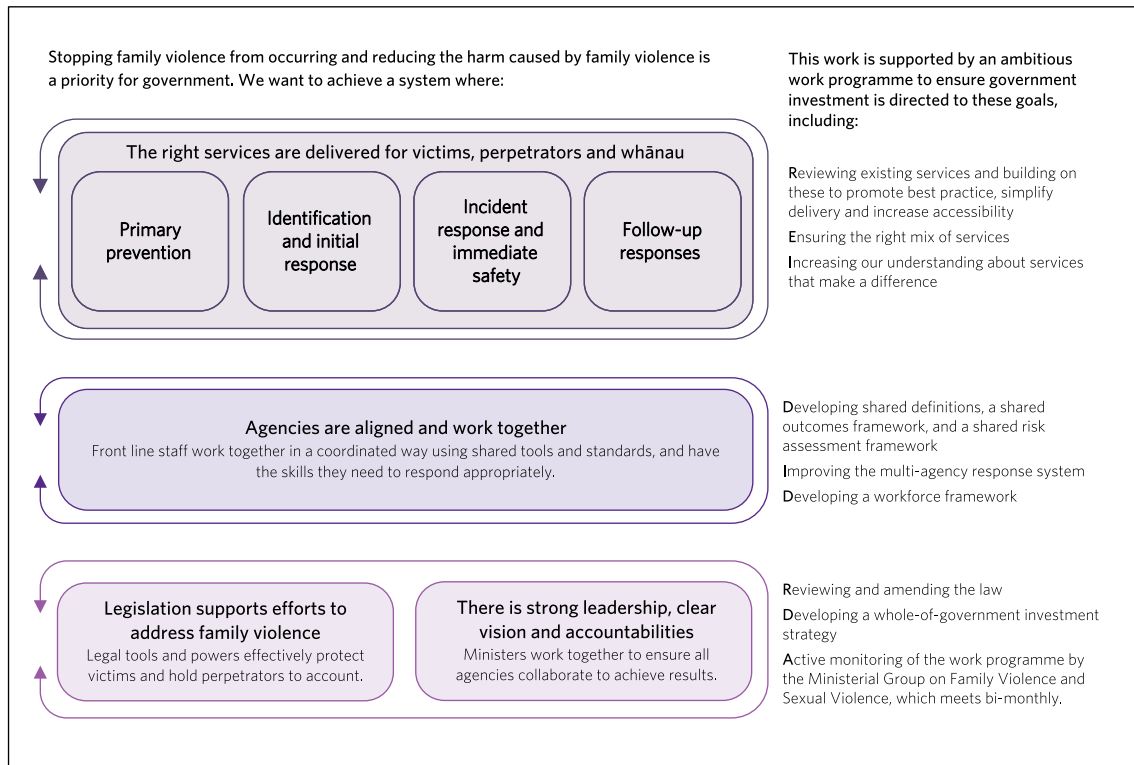 Stopping family violence from occurring and reducing the harm caused by family violence is
a priority for government. We want to achieve a system where:
The right services are delivered for victims, perpetrators and whānau
Primary
prevention
Identification
and initial
response
Incident
response and
immediate
safety
Follow-up
responses
Agencies are aligned and work together
Front line staff work together in a coordinated way using shared tools and standards, and have
the skills they need to respond appropriately.
Legislation supports efforts to
address family violence
Legal tools and powers effectively protect
victims and hold perpetrators to account.
There is strong leadership, clear
vision and accountabilities
Ministers work together to ensure all
agencies collaborate to achieve results.
This work is supported by an ambitious
work programme to ensure government
investment is directed to these goals,
including:
Reviewing existing services and building on
these to promote best practice, simplify
delivery and increase accessibility
Ensuring the right mix of services
Increasing our understanding about services
that make a difference
Developing shared definitions, a shared
outcomes framework, and a shared risk
assessment framework
Improving the multi-agency response system
Developing a workforce framework
Reviewing and amending the law
Developing a whole-of-government investment
strategy
Active monitoring of the work programme by
the Ministerial Group on Family Violence and
Sexual Violence, which meets bi-monthly.